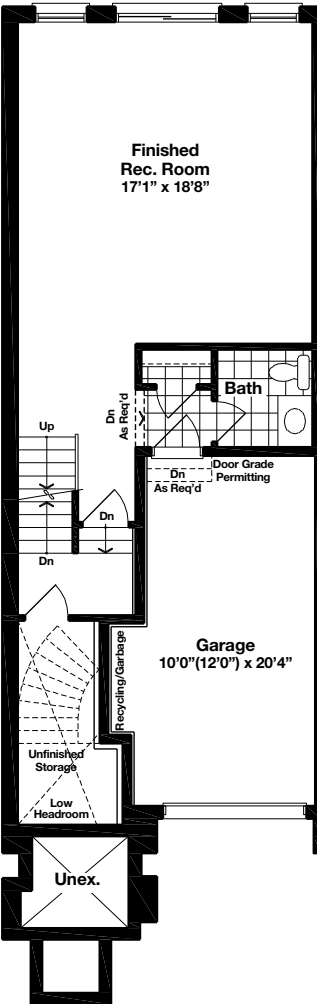 Finished
Rec. Room
17'1" x 18'8"
Bath
Dn
As Req'd
Up
Dn
As Req'd
Door Grade
Permitting
Dn
Dn
Recycling/Garbage
Garage
10'0"(12'0") x 20'4"
Unfinished
Storage
Low
Headroom
Unex.